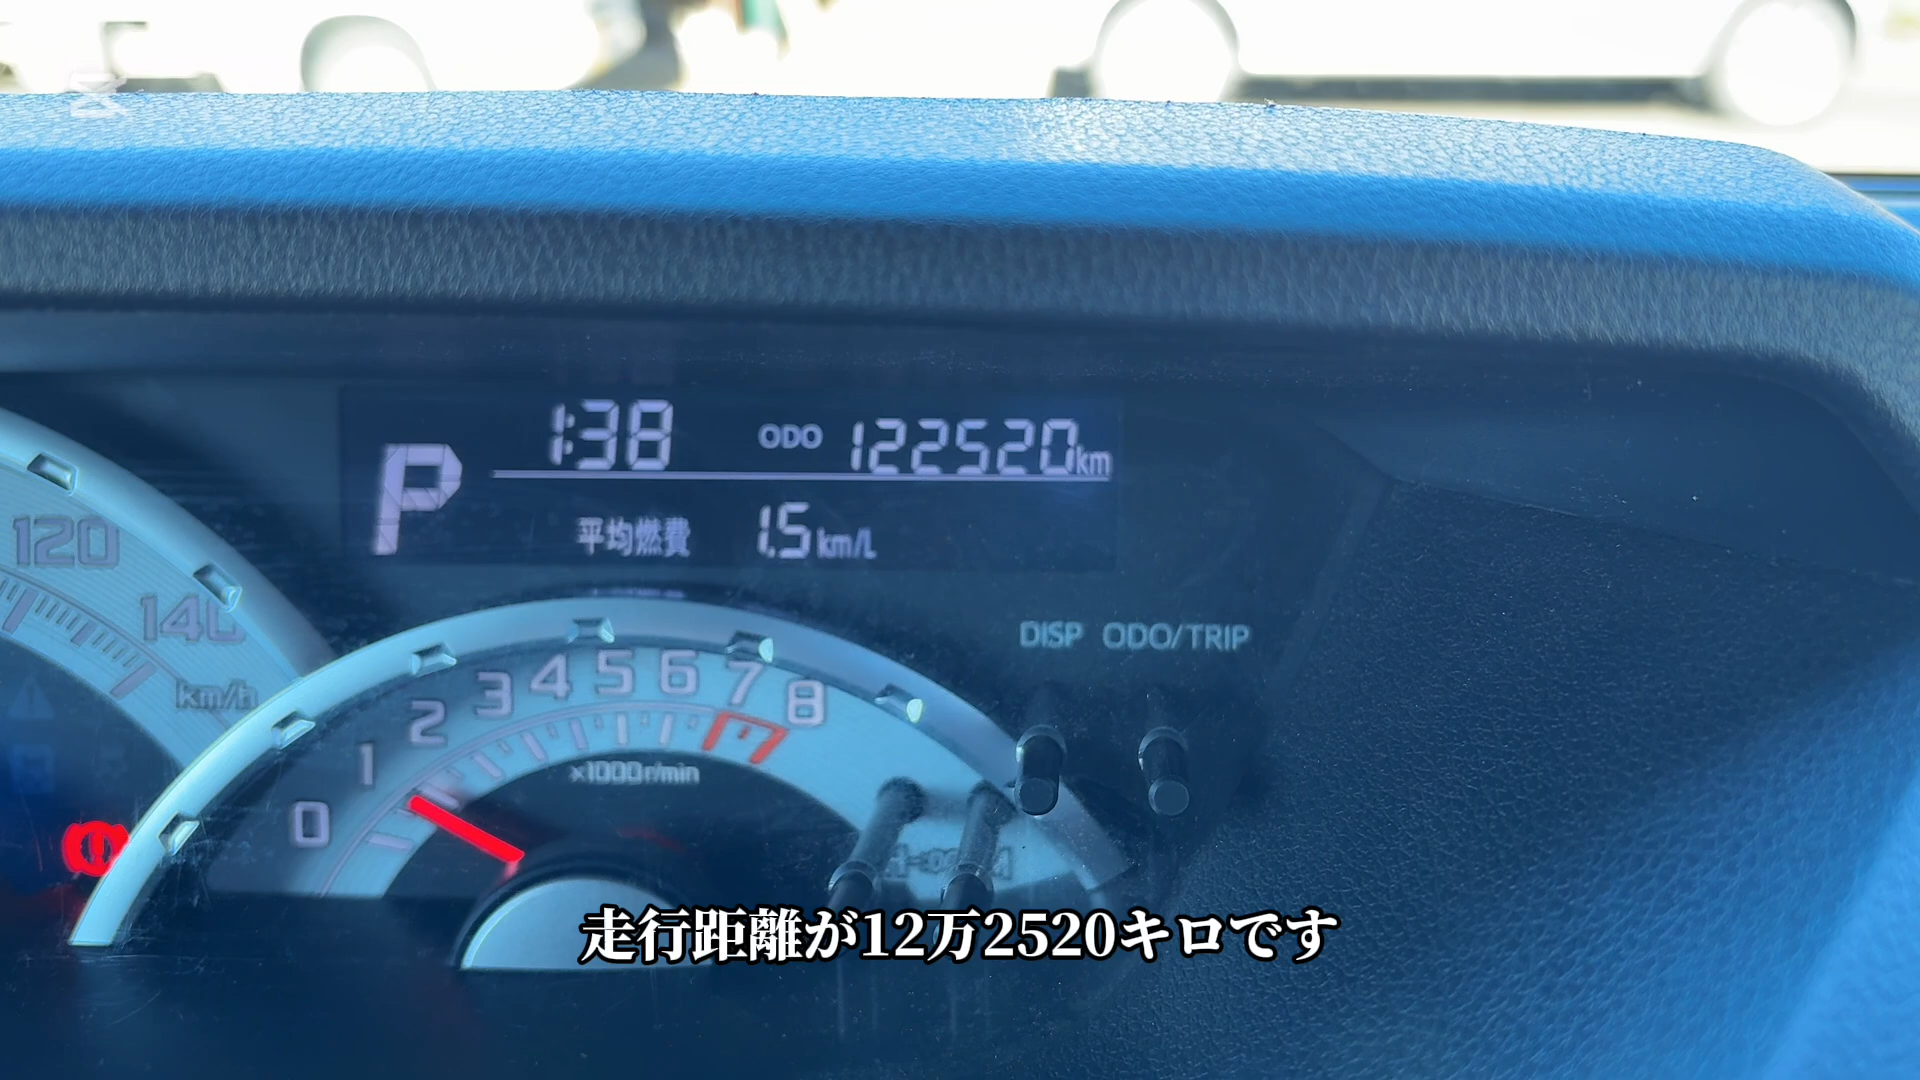 1:38 ODO 122520km
P
平均燃費 1.5km/L
120
140
km/h
DISP ODO/TRIP
0 1 2 3 4 5 6 7 8
×1000r/min
走行距離が12万2520キロです